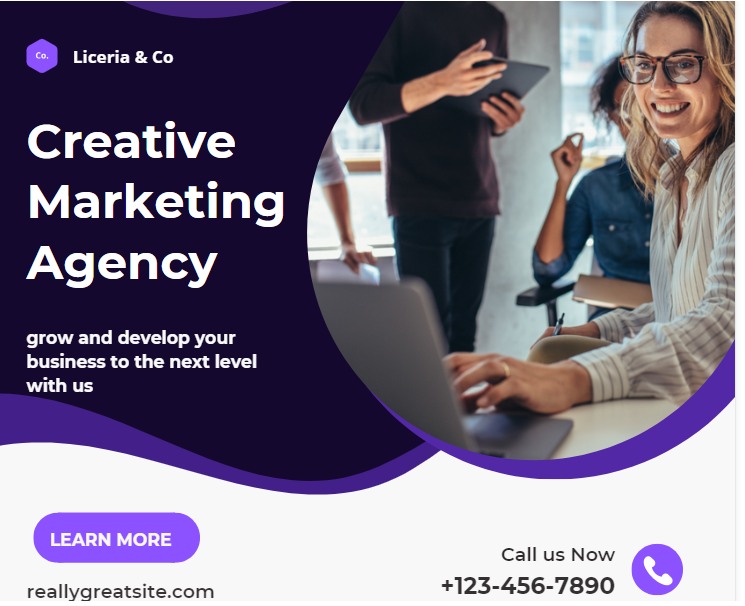 Co.
Liceria & Co
Creative
Marketing
Agency
grow and develop your
business to the next level
with us
LEARN MORE
reallygreatsite.com
Call us Now
+123-456-7890